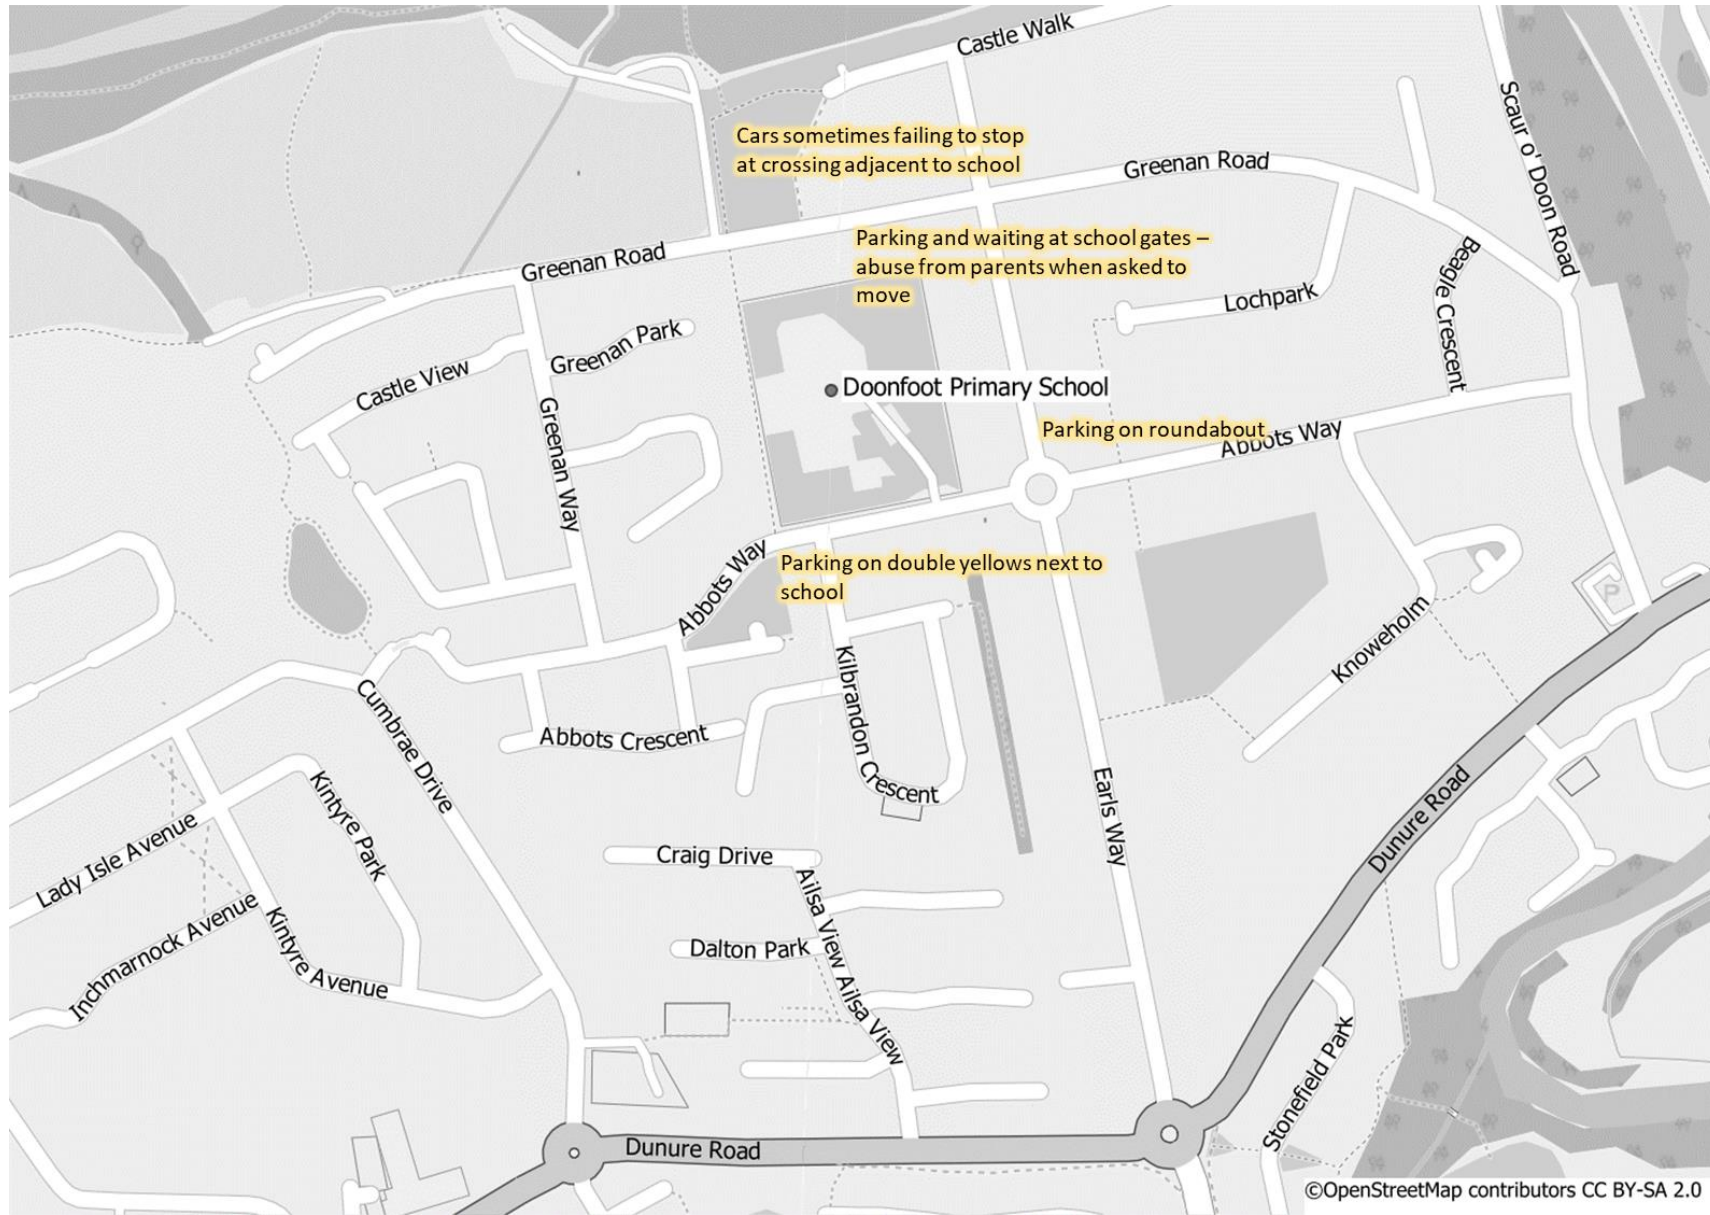 Castle Walk
Scaur o' Doon Road
Cars sometimes failing to stop
at crossing adjacent to school
Greenan Road
Parking and waiting at school gates –
abuse from parents when asked to
move
Greenan Road
Beagle Crescent
Lochpark
Greenan Park
Castle View
Doonfoot Primary School
Greenan Way
Parking on roundabout
Abbots Way
Abbots Way
Parking on double yellows next to
school
Knoweholm
Kilbrandon Crescent
Cumbrae Drive
Abbots Crescent
Earls Way
Dunure Road
Kintyre Park
Lady Isle Avenue
Craig Drive
Ailsa View
Inchmarnock Avenue
Kintyre Avenue
Dalton Park
Ailsa View
Stonefield Park
Dunure Road
P
©OpenStreetMap contributors CC BY-SA 2.0